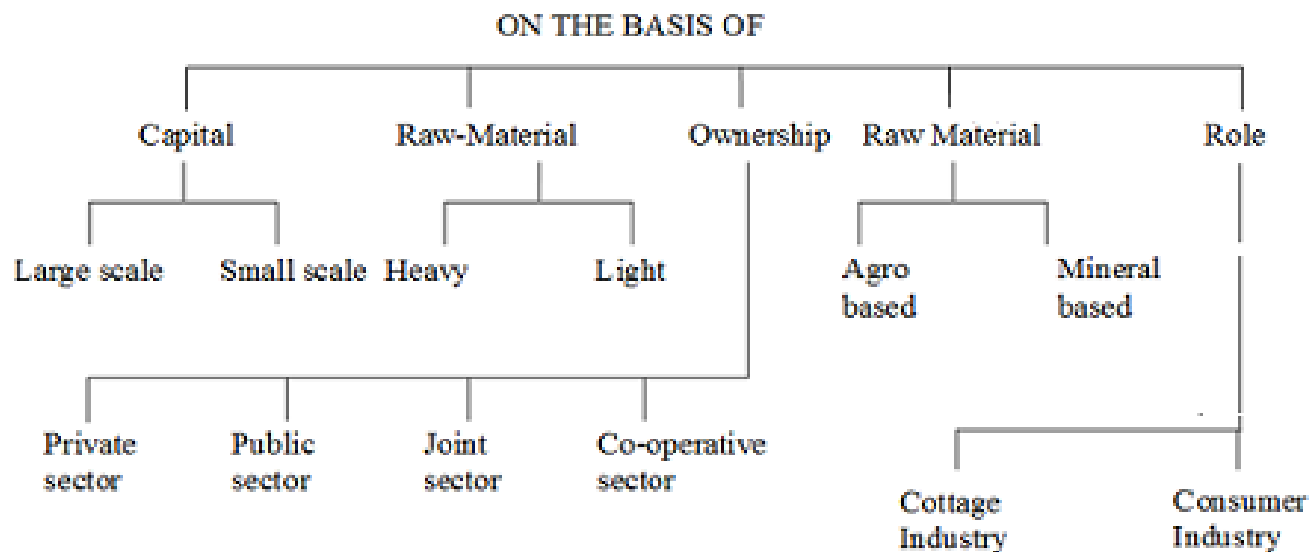 ON THE BASIS OF
Capital
Raw-Material
Ownership
Raw Material
Role
Large scale
Small scale
Heavy
Light
Agro
based
Mineral
based
Private
sector
Public
sector
Joint
sector
Co-operative
sector
Cottage
Industry
Consumer
Industry